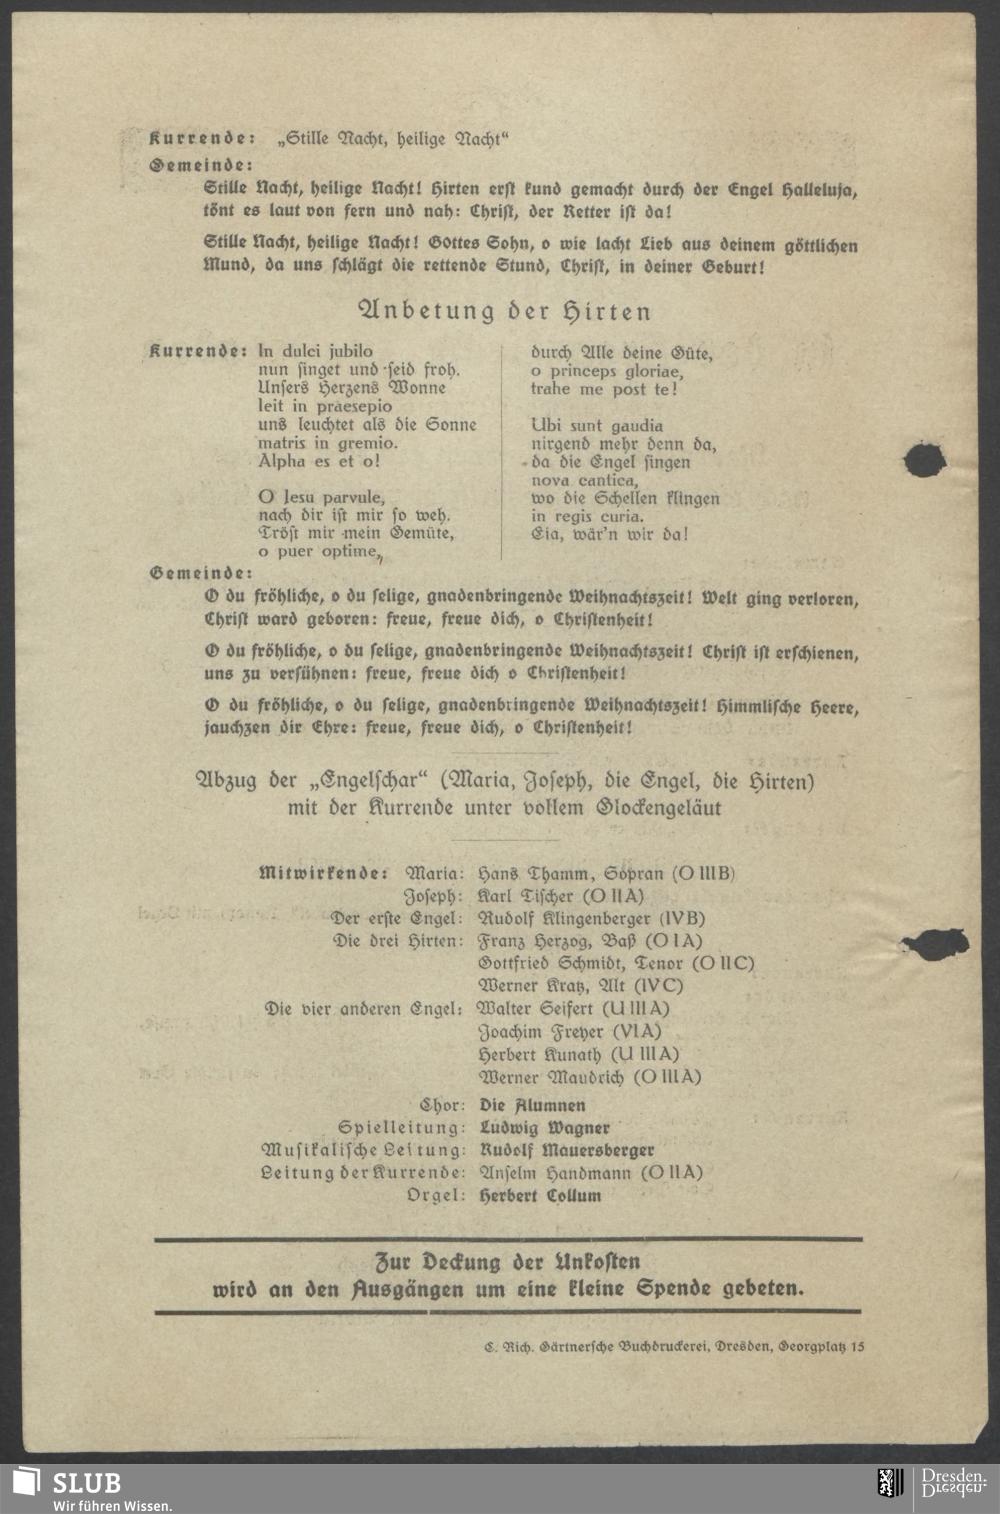 Kurrende: „Stille Nacht, heilige Nacht“
Gemeinde:
Stille Nacht, heilige Nacht! Hirten erst kund gemacht durch der Engel Halleluja,
tönt es laut von fern und nah: Christ, der Retter ist da!
Stille Nacht, heilige Nacht! Gottes Sohn, o wie lacht Lieb aus deinem göttlichen
Mund, da uns schlägt die rettende Stund, Christ, in deiner Geburt!
Anbetung der Hirten
Kurrende: In dulci jubilo
nun singet und seid froh.
Unsers Herzens Wonne
leit in praesepio
uns leuchtet als die Sonne
matris in gremio.
Alpha es et o!
O Jesu parvule,
nach dir ist mir so weh.
Tröst mir mein Gemüte,
o puer optime,
durch Alle deine Güte,
o princeps gloriae,
trahe me post te!
Ubi sunt gaudia
nirgend mehr denn da,
da die Engel singen
nova cantica,
wo die Schellen klingen
in regis curia.
Eia, wär'n wir da!
Gemeinde:
O du fröhliche, o du selige, gnadenbringende Weihnachtszeit! Welt ging verloren,
Christ ward geboren: freue, freue dich, o Christenheit!
O du fröhliche, o du selige, gnadenbringende Weihnachtszeit! Christ ist erschienen,
uns zu versühnen: freue, freue dich o Christenheit!
O du fröhliche, o du selige, gnadenbringende Weihnachtszeit! Himmlische Heere,
jauchzen dir Ehre: freue, freue dich, o Christenheit!
Abzug der „Engelschar“ (Maria, Joseph, die Engel, die Hirten)
mit der Kurrende unter vollem Glockengeläut
Mitwirkende: Maria: Hans Thamm, Sopran (O III B)
Joseph: Karl Tischer (O II A)
Der erste Engel: Rudolf Klingenberger (IV B)
Die drei Hirten: Franz Herzog, Baß (O I A)
Gottfried Schmidt, Tenor (O II C)
Werner Kratz, Alt (IV C)
Die vier anderen Engel: Walter Seifert (U III A)
Joachim Freyer (VI A)
Herbert Kunath (U III A)
Werner Maudrich (O III A)
Chor: Die Alumnen
Spielleitung: Ludwig Wagner
Musikalische Leitung: Rudolf Mauersberger
Leitung der Kurrende: Anselm Handmann (O II A)
Orgel: Herbert Collum
Zur Deckung der Unkosten
wird an den Ausgängen um eine kleine Spende gebeten.
C. Rich. Gärtnersche Buchdruckerei, Dresden, Georgplatz 15
SLUB
Wir führen Wissen.
Dresden.
Dresden.